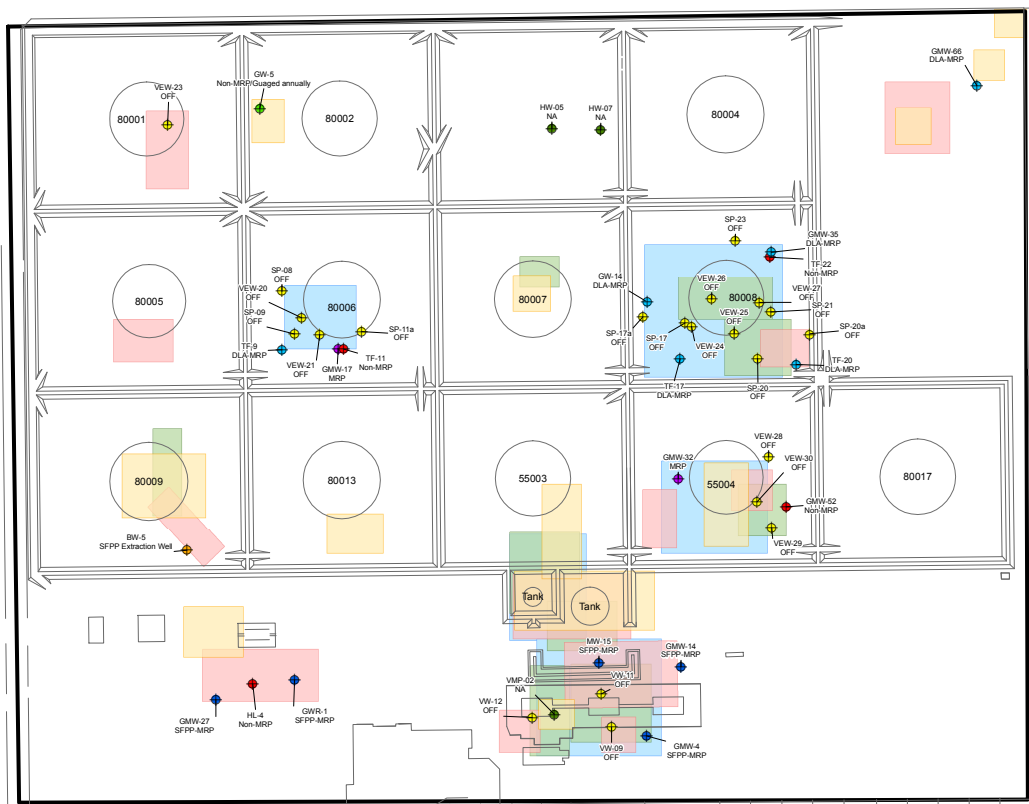 GMW-66
DLA-MRP
VEW-23
OFF
GW-5
Non-MRP/Guaged annually
HW-05
NA
HW-07
NA
80001
80002
80004
SP-23
OFF
GMW-35
DLA-MRP
TF-22
Non-MRP
SP-08
OFF
VEW-20
OFF
SP-09
OFF
TF-9
DLA-MRP
VEW-21
OFF
GMW-17
MRP
TF-11
Non-MRP
SP-11a
OFF
80005
80006
80007
80008
GW-14
DLA-MRP
VEW-26
OFF
VEW-27
OFF
SP-21
OFF
VEW-25
OFF
SP-17a
OFF
SP-17
OFF
VEW-24
OFF
SP-20a
OFF
TF-17
DLA-MRP
SP-20
OFF
TF-20
DLA-MRP
80009
80013
55003
55004
80017
GMW-32
MRP
VEW-28
OFF
VEW-30
OFF
GMW-52
Non-MRP
VEW-29
OFF
BW-5
SFPP Extraction Well
Tank
Tank
MW-15
SFPP-MRP
GMW-14
SFPP-MRP
VMP-02
NA
VW-11
OFF
VW-12
OFF
VW-09
OFF
GMW-4
SFPP-MRP
GMW-27
SFPP-MRP
HL-4
Non-MRP
GWR-1
SFPP-MRP